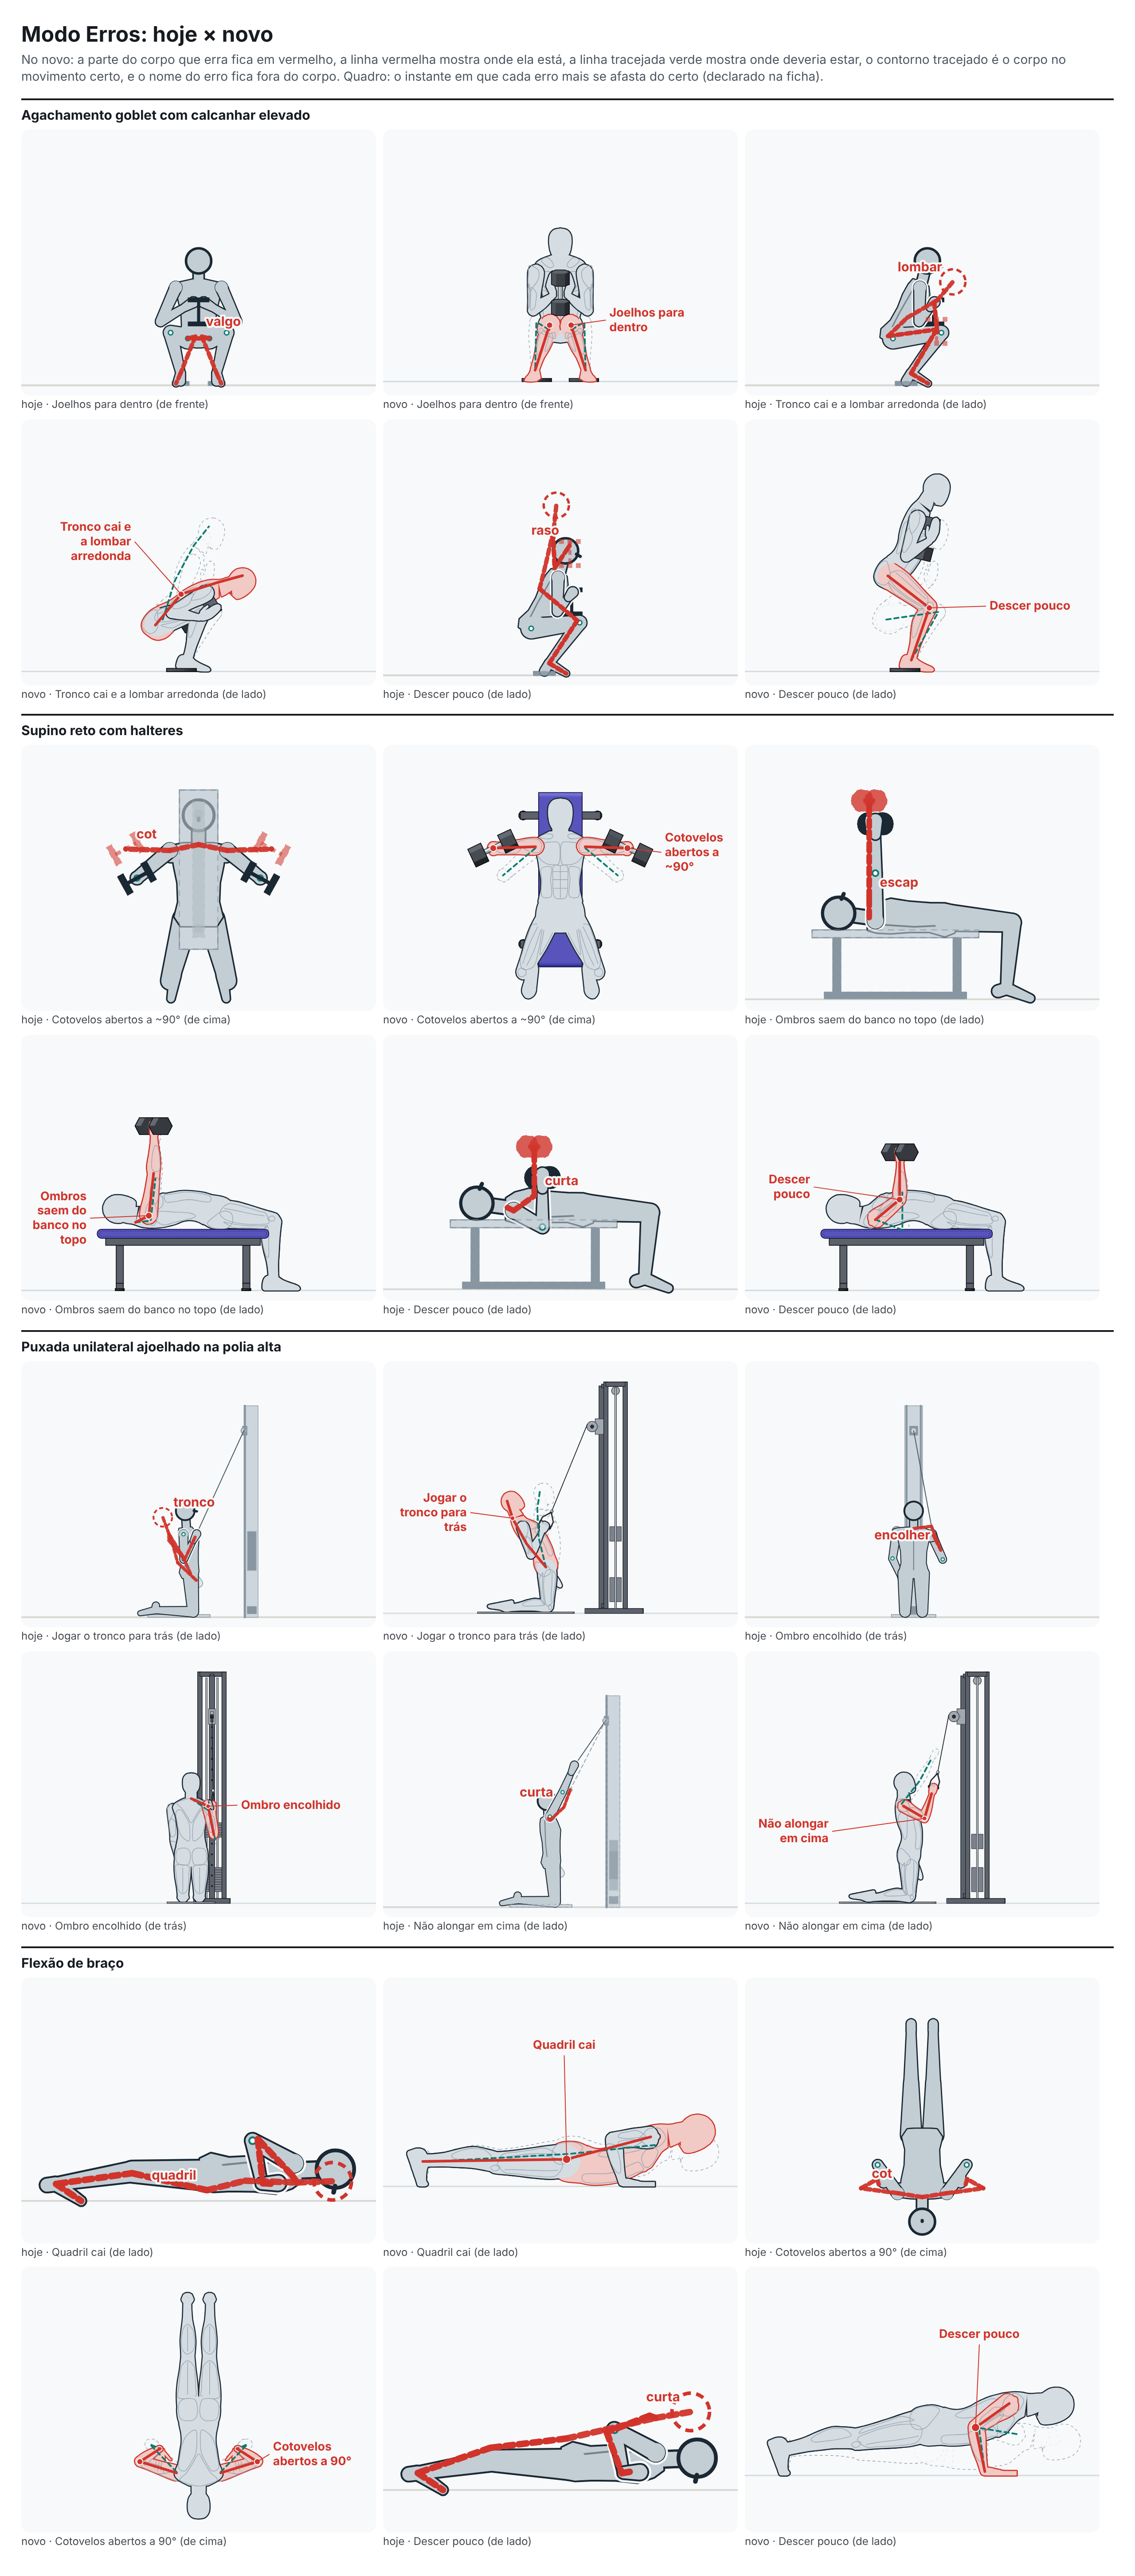 Modo Erros: hoje × novo
No novo: a parte do corpo que erra fica em vermelho, a linha vermelha mostra onde ela está, a linha tracejada verde mostra onde deveria estar, o contorno tracejado é o corpo no
movimento certo, e o nome do erro fica fora do corpo. Quadro: o instante em que cada erro mais se afasta do certo (declarado na ficha).
Agachamento goblet com calcanhar elevado
valgo
Joelhos para
dentro
lombar
hoje · Joelhos para dentro (de frente)
novo · Joelhos para dentro (de frente)
hoje · Tronco cai e a lombar arredonda (de lado)
Tronco cai e
a lombar
arredonda
raso
Descer pouco
novo · Tronco cai e a lombar arredonda (de lado)
hoje · Descer pouco (de lado)
novo · Descer pouco (de lado)
Supino reto com halteres
cot
Cotovelos
abertos a
~90°
escap
hoje · Cotovelos abertos a ~90° (de cima)
novo · Cotovelos abertos a ~90° (de cima)
hoje · Ombros saem do banco no topo (de lado)
Ombros
saem do
banco no
topo
curta
Descer
pouco
novo · Ombros saem do banco no topo (de lado)
hoje · Descer pouco (de lado)
novo · Descer pouco (de lado)
Puxada unilateral ajoelhado na polia alta
tronco
Jogar o
tronco para
trás
encolher
hoje · Jogar o tronco para trás (de lado)
novo · Jogar o tronco para trás (de lado)
hoje · Ombro encolhido (de trás)
Ombro encolhido
curta
Não alongar
em cima
novo · Ombro encolhido (de trás)
hoje · Não alongar em cima (de lado)
novo · Não alongar em cima (de lado)
Flexão de braço
quadril
Quadril cai
cot
hoje · Quadril cai (de lado)
novo · Quadril cai (de lado)
hoje · Cotovelos abertos a 90° (de cima)
Cotovelos
abertos a 90°
curta
Descer pouco
novo · Cotovelos abertos a 90° (de cima)
hoje · Descer pouco (de lado)
novo · Descer pouco (de lado)